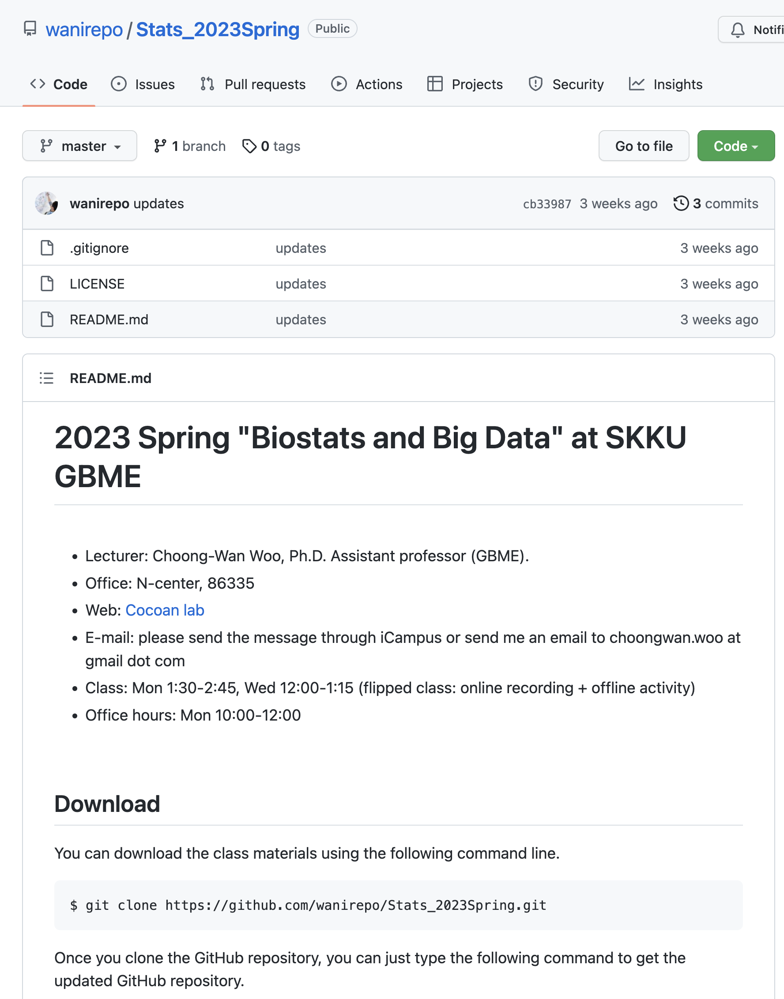 wanirepo / Stats_2023Spring Public
Notifi
Code Issues Pull requests Actions Projects Security Insights
master 1 branch 0 tags Go to file Code
wanirepo updates cb33987 3 weeks ago 3 commits
.gitignore updates 3 weeks ago
LICENSE updates 3 weeks ago
README.md updates 3 weeks ago
README.md
2023 Spring "Biostats and Big Data" at SKKU
GBME
• Lecturer: Choong-Wan Woo, Ph.D. Assistant professor (GBME).
• Office: N-center, 86335
• Web: Cocoan lab
• E-mail: please send the message through iCampus or send me an email to choongwan.woo at
gmail dot com
• Class: Mon 1:30-2:45, Wed 12:00-1:15 (flipped class: online recording + offline activity)
• Office hours: Mon 10:00-12:00
Download
You can download the class materials using the following command line.
$ git clone https://github.com/wanirepo/Stats_2023Spring.git
Once you clone the GitHub repository, you can just type the following command to get the
updated GitHub repository.